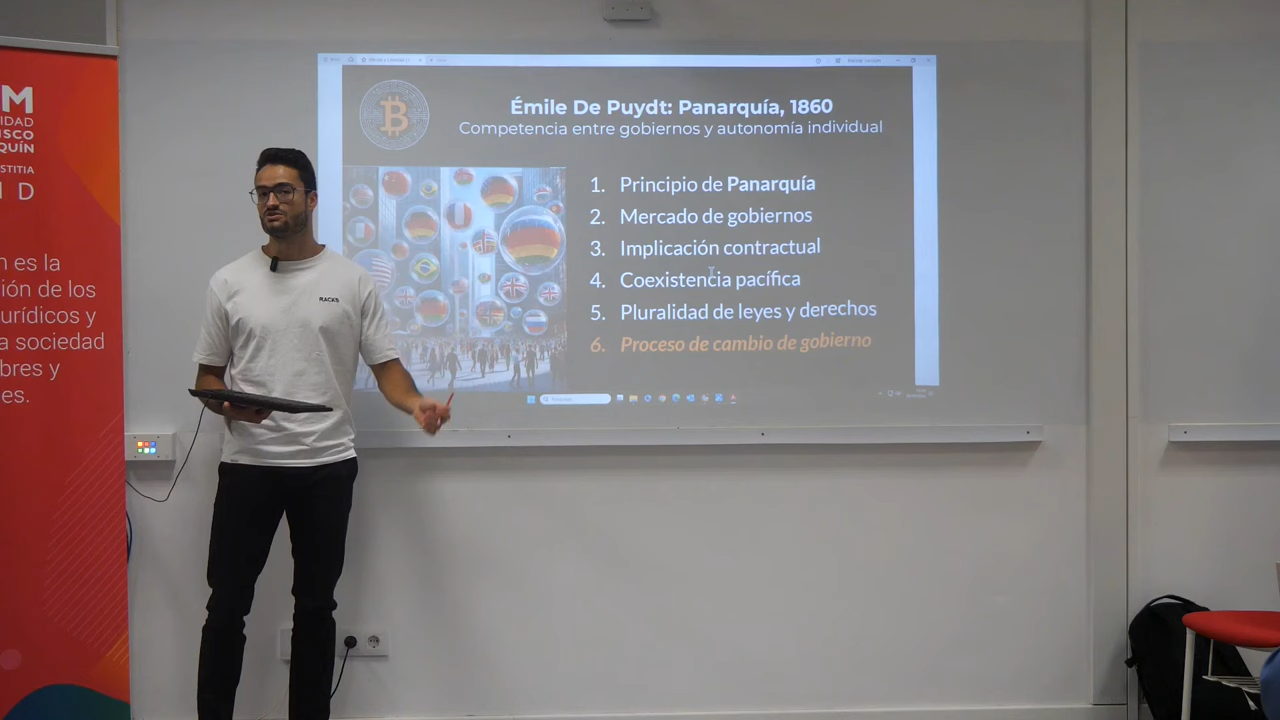 M
IDAD
ISCO
QUÍN
STITIA
I D
n es la
ión de los
urídicos y
a sociedad
bres y
es.
RACKS
Émile De Puydt: Panarquía, 1860
Competencia entre gobiernos y autonomía individual
1. Principio de Panarquía
2. Mercado de gobiernos
3. Implicación contractual
4. Coexistencia pacífica
5. Pluralidad de leyes y derechos
6. Proceso de cambio de gobierno